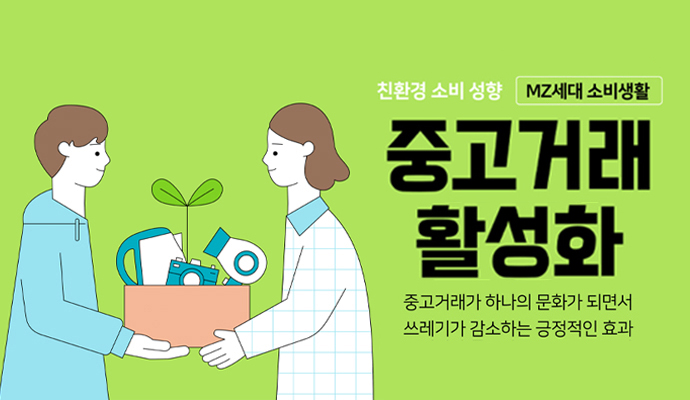 친환경 소비 성향 MZ세대 소비생활
중고거래
활성화
중고거래가 하나의 문화가 되면서
쓰레기가 감소하는 긍정적인 효과